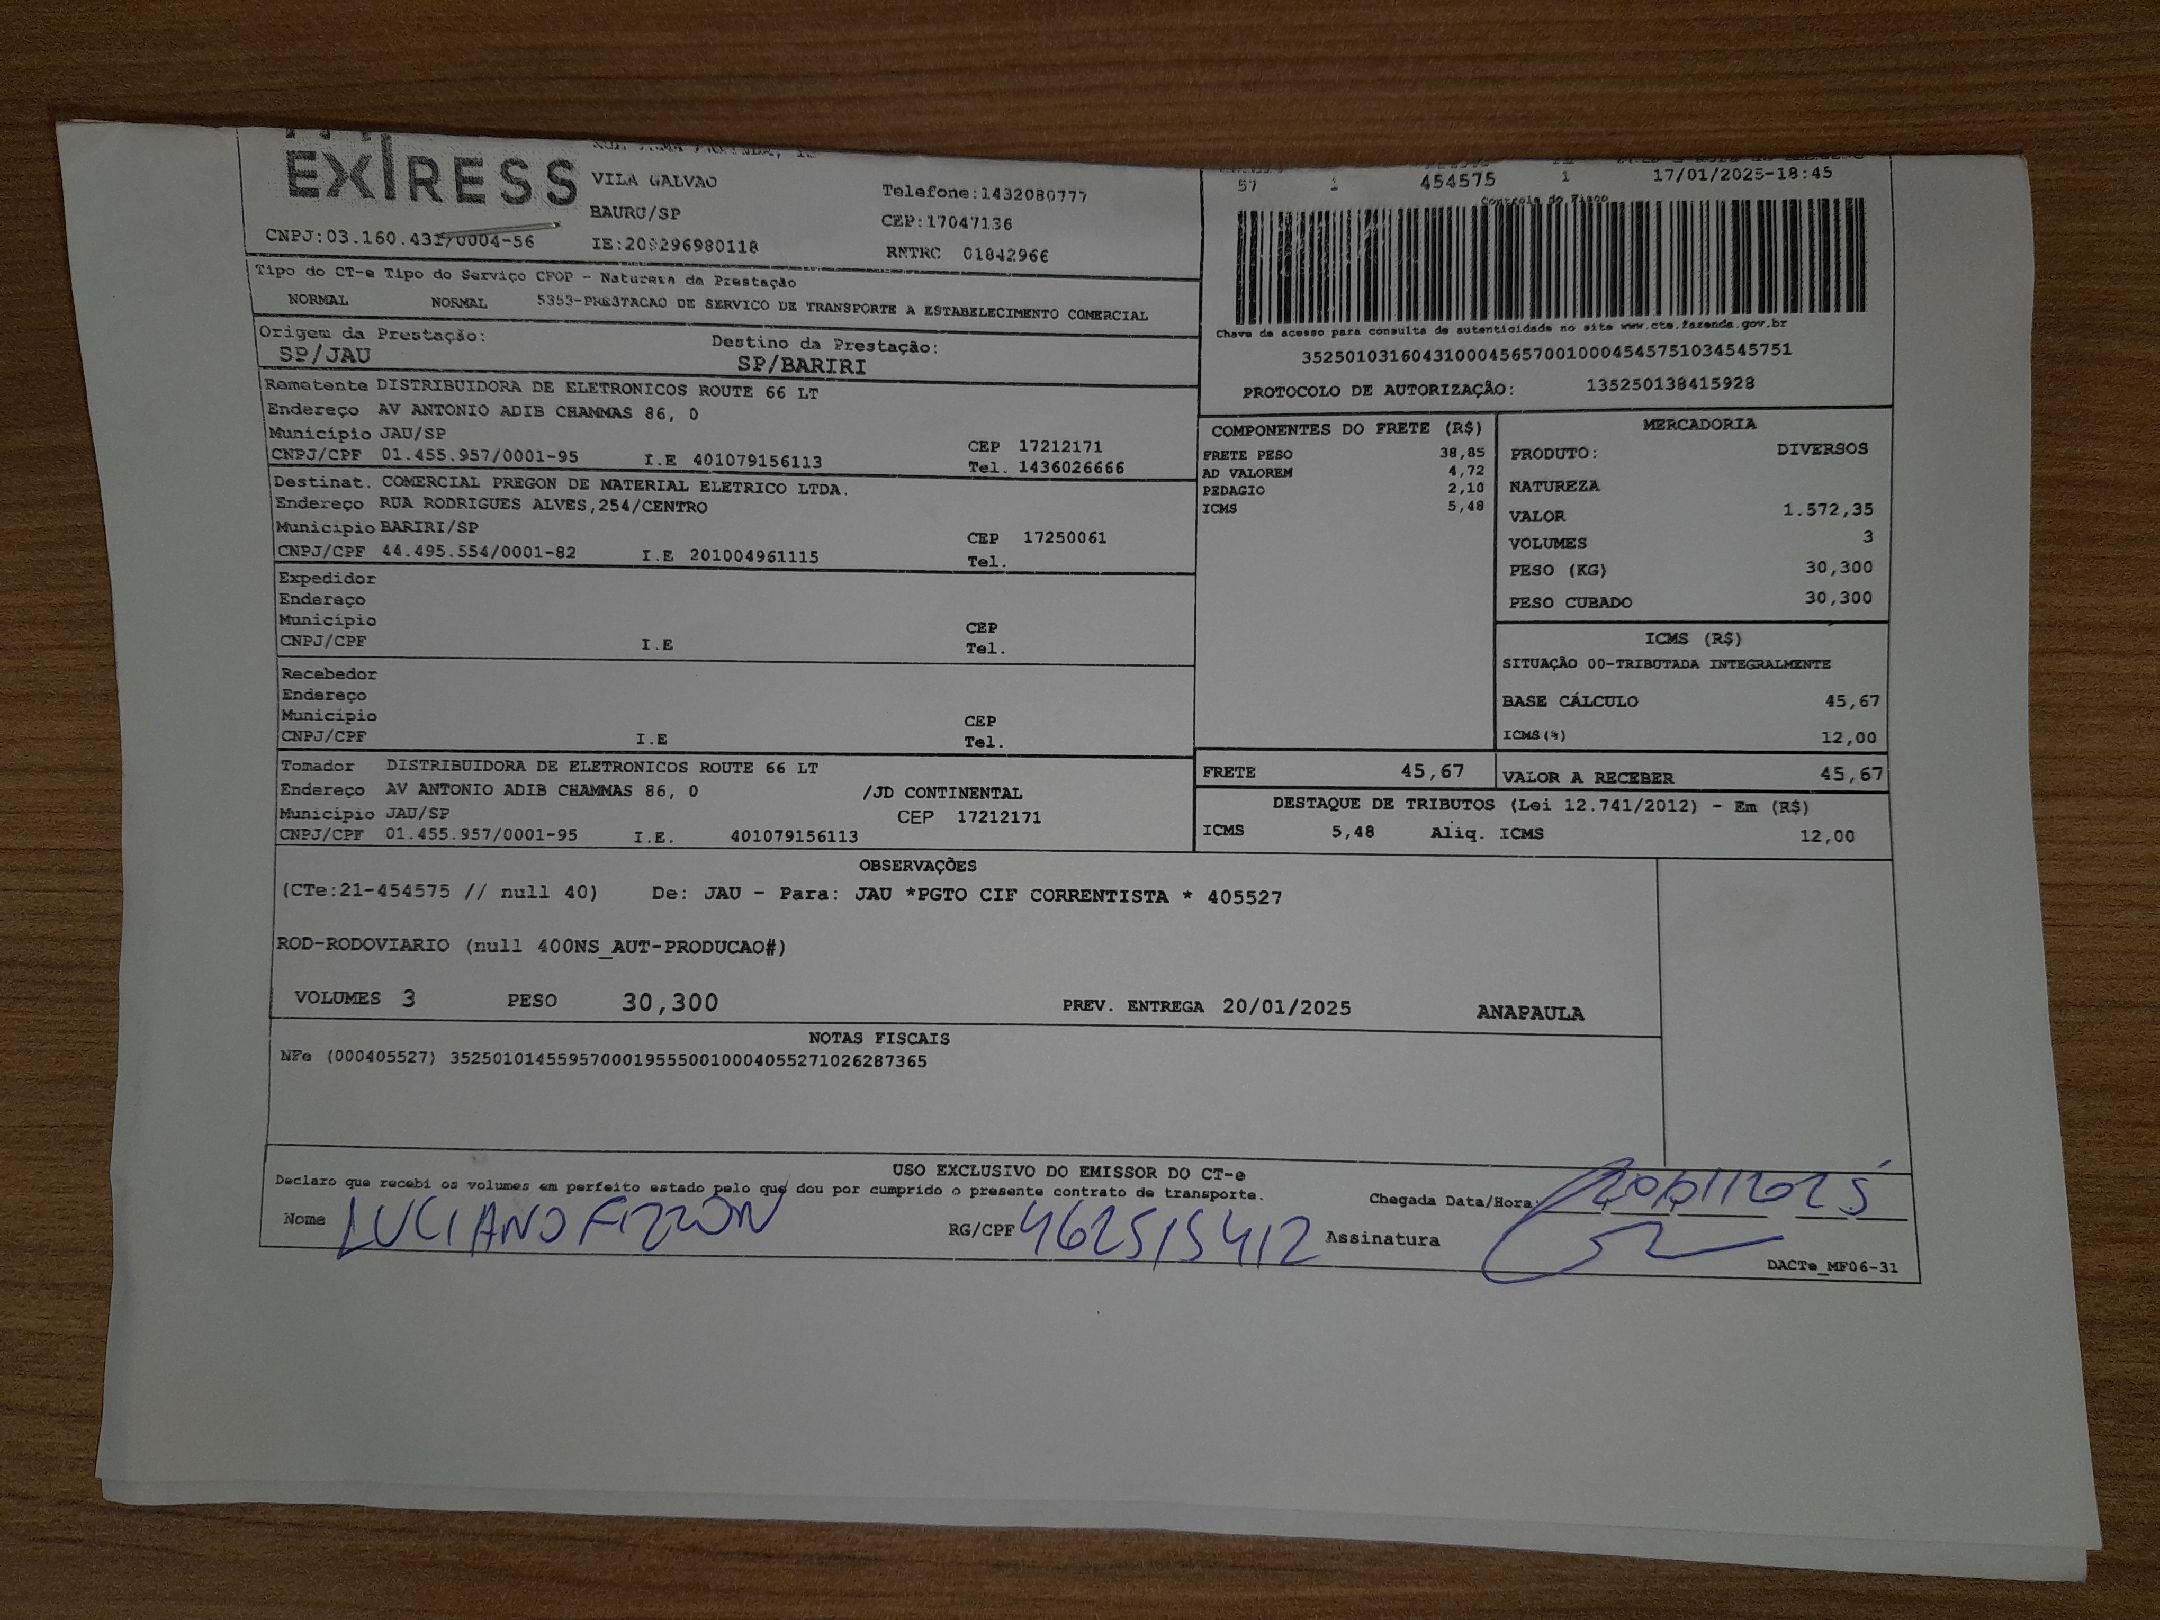 EXPRESS
VILA GALVAO
BAURU/SP
CNPJ:03.160.431/0004-56
IE:209296980118
Telefone:1432080777
CEP:17047136
RNTRC 01842966
57 1 454575 1 17/01/2025-18:45
Controle do Fisco
Chave de acesso para consulta de autenticidade no site www.cte.fazenda.gov.br
35250103160431000456570010004545751034545751
PROTOCOLO DE AUTORIZAÇÃO: 135250138415928
Tipo do CT-e Tipo do Serviço CFOP - Natureza da Prestação
NORMAL NORMAL 5353-PRESTACAO DE SERVICO DE TRANSPORTE A ESTABELECIMENTO COMERCIAL
Origem da Prestação: Destino da Prestação:
SP/JAU SP/BARIRI
Remetente DISTRIBUIDORA DE ELETRONICOS ROUTE 66 LT
Endereço AV ANTONIO ADIB CHAMMAS 86, 0
Município JAU/SP CEP 17212171
CNPJ/CPF 01.455.957/0001-95 I.E 401079156113 Tel. 1436026666
Destinat. COMERCIAL PREGON DE MATERIAL ELETRICO LTDA.
Endereço RUA RODRIGUES ALVES,254/CENTRO
Município BARIRI/SP CEP 17250061
CNPJ/CPF 44.495.554/0001-82 I.E 201004961115 Tel.
Expedidor
Endereço
Município CEP
CNPJ/CPF I.E Tel.
Recebedor
Endereço
Município CEP
CNPJ/CPF I.E Tel.
Tomador DISTRIBUIDORA DE ELETRONICOS ROUTE 66 LT
Endereço AV ANTONIO ADIB CHAMMAS 86, 0 /JD CONTINENTAL
Município JAU/SP CEP 17212171
CNPJ/CPF 01.455.957/0001-95 I.E. 401079156113
COMPONENTES DO FRETE (R$)
FRETE PESO 38,85
AD VALOREM 4,72
PEDAGIO 2,10
ICMS 5,48
MERCADORIA
PRODUTO: DIVERSOS
NATUREZA
VALOR 1.572,35
VOLUMES 3
PESO (KG) 30,300
PESO CUBADO 30,300
ICMS (R$)
SITUAÇÃO 00-TRIBUTADA INTEGRALMENTE
BASE CÁLCULO 45,67
ICMS(%) 12,00
FRETE 45,67 VALOR A RECEBER 45,67
DESTAQUE DE TRIBUTOS (Lei 12.741/2012) - Em (R$)
ICMS 5,48 Aliq. ICMS 12,00
OBSERVAÇÕES
(CTe:21-454575 // null 40) De: JAU - Para: JAU *PGTO CIF CORRENTISTA * 405527
ROD-RODOVIARIO (null 400NS_AUT-PRODUCAO#)
VOLUMES 3 PESO 30,300 PREV. ENTREGA 20/01/2025 ANAPAULA
NOTAS FISCAIS
NFe (000405527) 35250101455957000195550010004055271026287365
USO EXCLUSIVO DO EMISSOR DO CT-e
Declaro que recebi os volumes em perfeito estado pelo que dou por cumprido o presente contrato de transporte.
Chegada Data/Hora: 20/01/2025
Nome LUCIANO FIZZON RG/CPF 462515412 Assinatura
DACTe_MF06-31